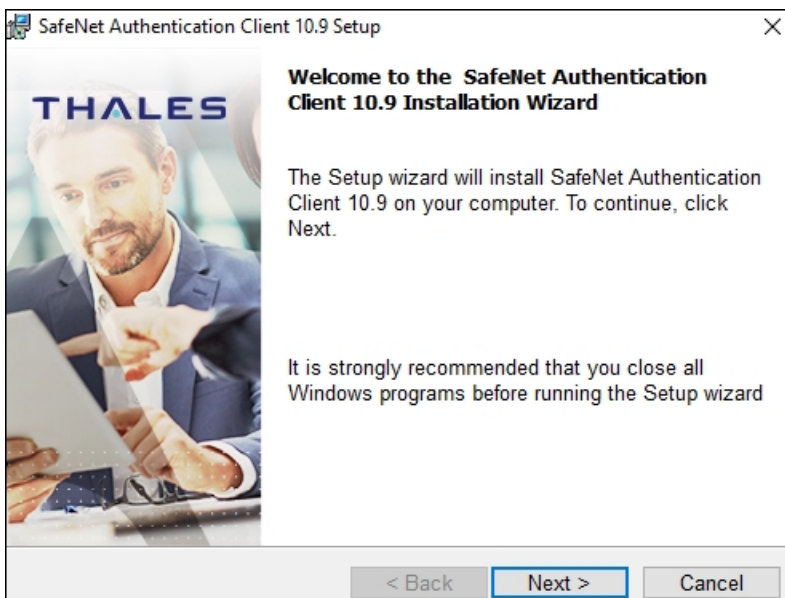 SafeNet Authentication Client 10.9 Setup
THALES
Welcome to the SafeNet Authentication
Client 10.9 Installation Wizard
The Setup wizard will install SafeNet Authentication
Client 10.9 on your computer. To continue, click
Next.
It is strongly recommended that you close all
Windows programs before running the Setup wizard
< Back
Next >
Cancel